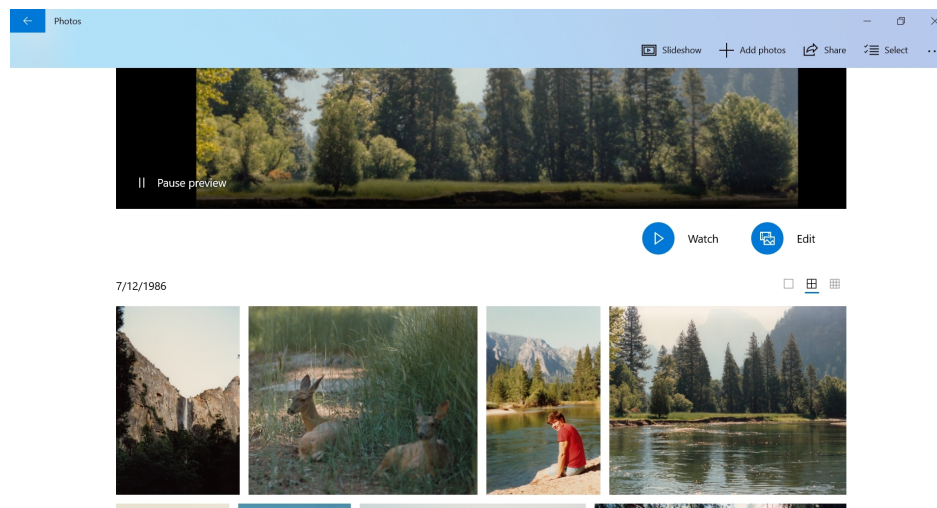 Photos
Slideshow Add photos Share Select
Pause preview
Watch Edit
7/12/1986